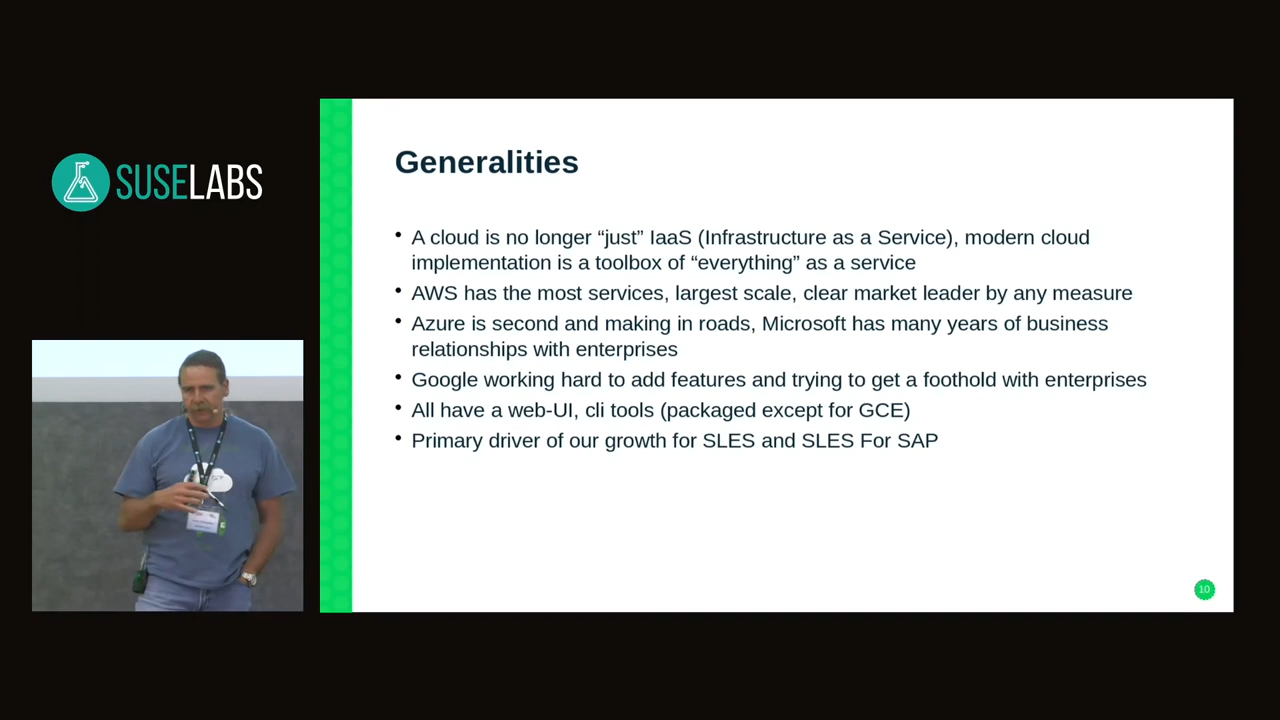 SUSELABS
Generalities
• A cloud is no longer “just” IaaS (Infrastructure as a Service), modern cloud
implementation is a toolbox of “everything” as a service
• AWS has the most services, largest scale, clear market leader by any measure
• Azure is second and making in roads, Microsoft has many years of business
relationships with enterprises
• Google working hard to add features and trying to get a foothold with enterprises
• All have a web-UI, cli tools (packaged except for GCE)
• Primary driver of our growth for SLES and SLES For SAP
10